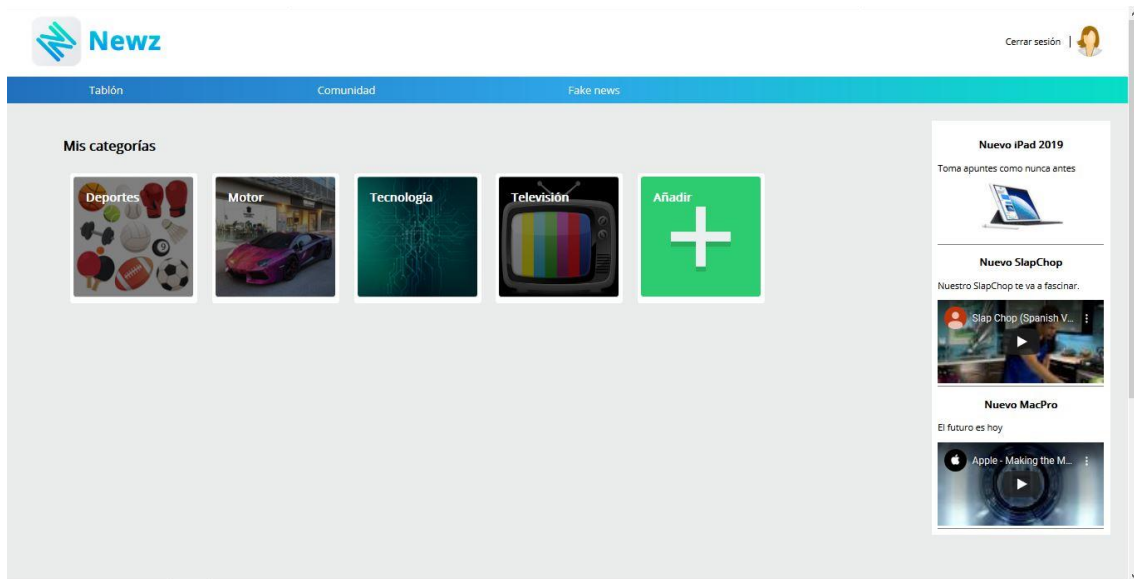 Newz
Cerrar sesión |
Tablón
Comunidad
Fake news
Mis categorías
Deportes
Motor
Tecnología
Televisión
Añadir
Nuevo iPad 2019
Toma apuntes como nunca antes
Nuevo SlapChop
Nuestro SlapChop te va a fascinar.
Slap Chop (Spanish V...
Nuevo MacPro
El futuro es hoy
Apple - Making the M...